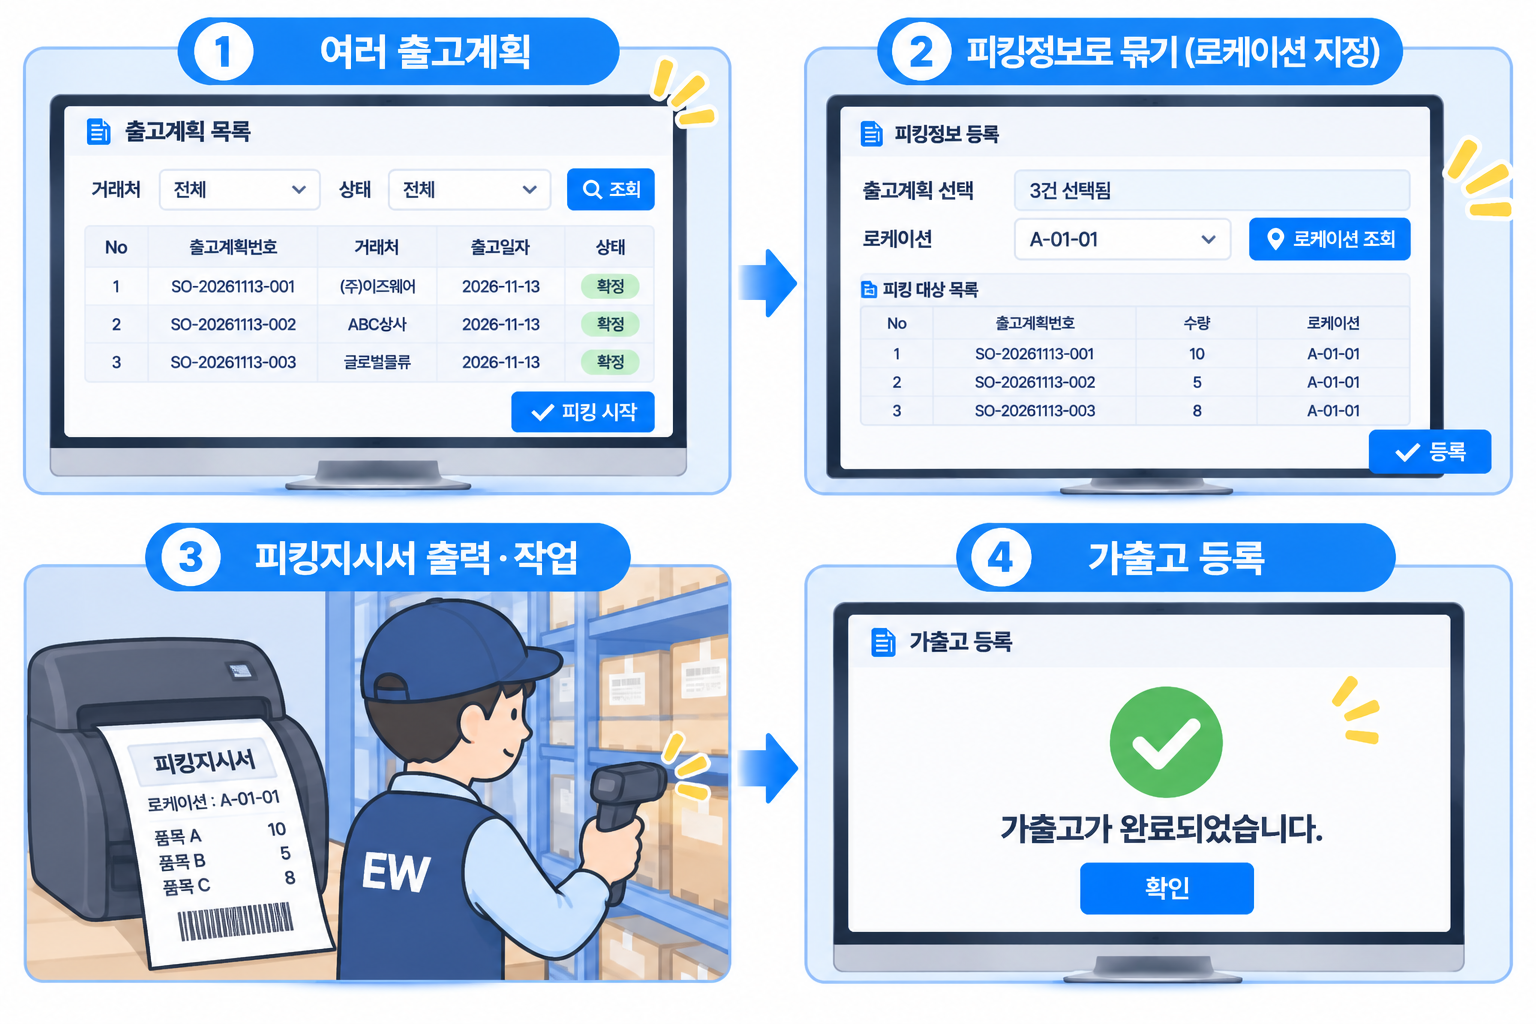 1 여러 출고계획
출고계획 목록
거래처 전체 상태 전체 조회
No 출고계획번호 거래처 출고일자 상태
1 SO-20261113-001 (주)이즈웨어 2026-11-13 확정
2 SO-20261113-002 ABC상사 2026-11-13 확정
3 SO-20261113-003 글로벌물류 2026-11-13 확정
피킹 시작
2 피킹정보로 묶기 (로케이션 지정)
피킹정보 등록
출고계획 선택 3건 선택됨
로케이션 A-01-01 로케이션 조회
피킹 대상 목록
No 출고계획번호 수량 로케이션
1 SO-20261113-001 10 A-01-01
2 SO-20261113-002 5 A-01-01
3 SO-20261113-003 8 A-01-01
등록
3 피킹지시서 출력 · 작업
피킹지시서
로케이션 : A-01-01
품목 A 10
품목 B 5
품목 C 8
EW
4 가출고 등록
가출고 등록
가출고가 완료되었습니다.
확인